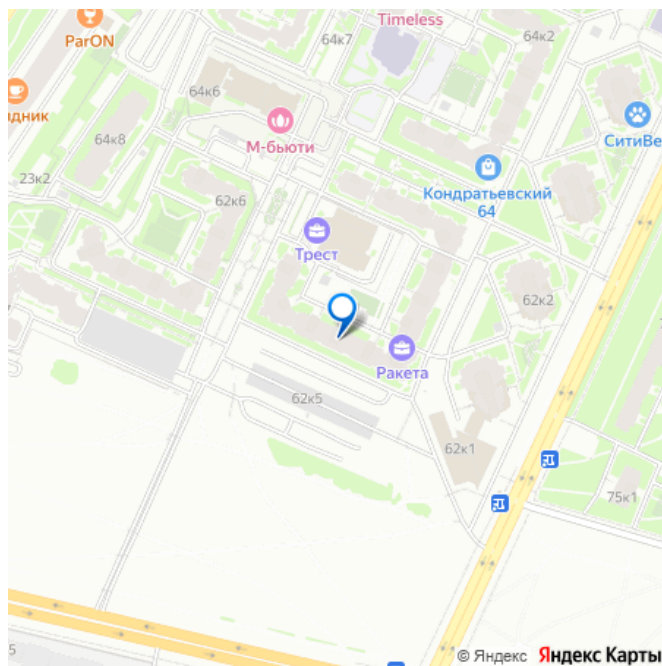 Timeless
ParON
64к7
64к2
64к6
дник
М-бьюти
СитиВе
64к8
Кондратьевский
64
23к2
62к6
Трест
62к2
Ракета
62к5
62к1
75к1
© Яндекс Яндекс Карты